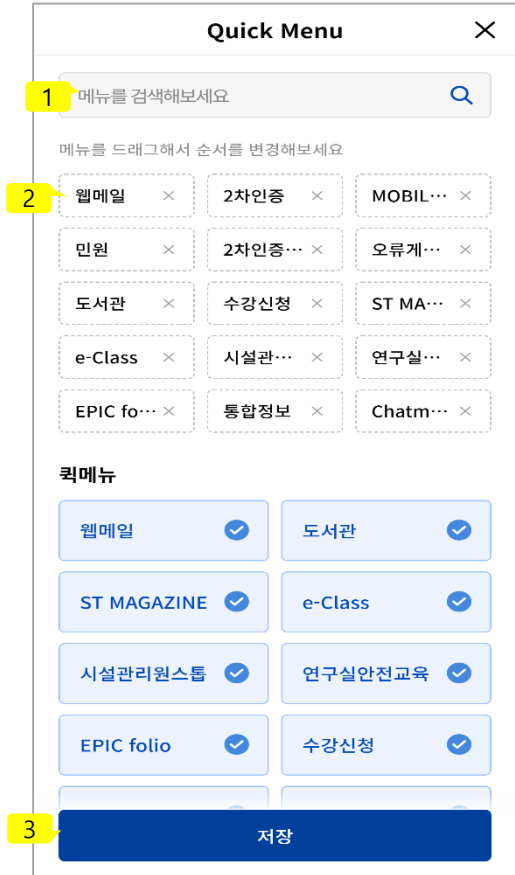 Quick Menu
1 메뉴를 검색해보세요
메뉴를 드래그해서 순서를 변경해보세요
2 웹메일 2차인증 MOBIL···
민원 2차인증··· 오류게···
도서관 수강신청 ST MA···
e-Class 시설관··· 연구실···
EPIC fo··· 통합정보 Chatm···
퀵메뉴
웹메일 도서관
ST MAGAZINE e-Class
시설관리원스톱 연구실안전교육
EPIC folio 수강신청
3 저장